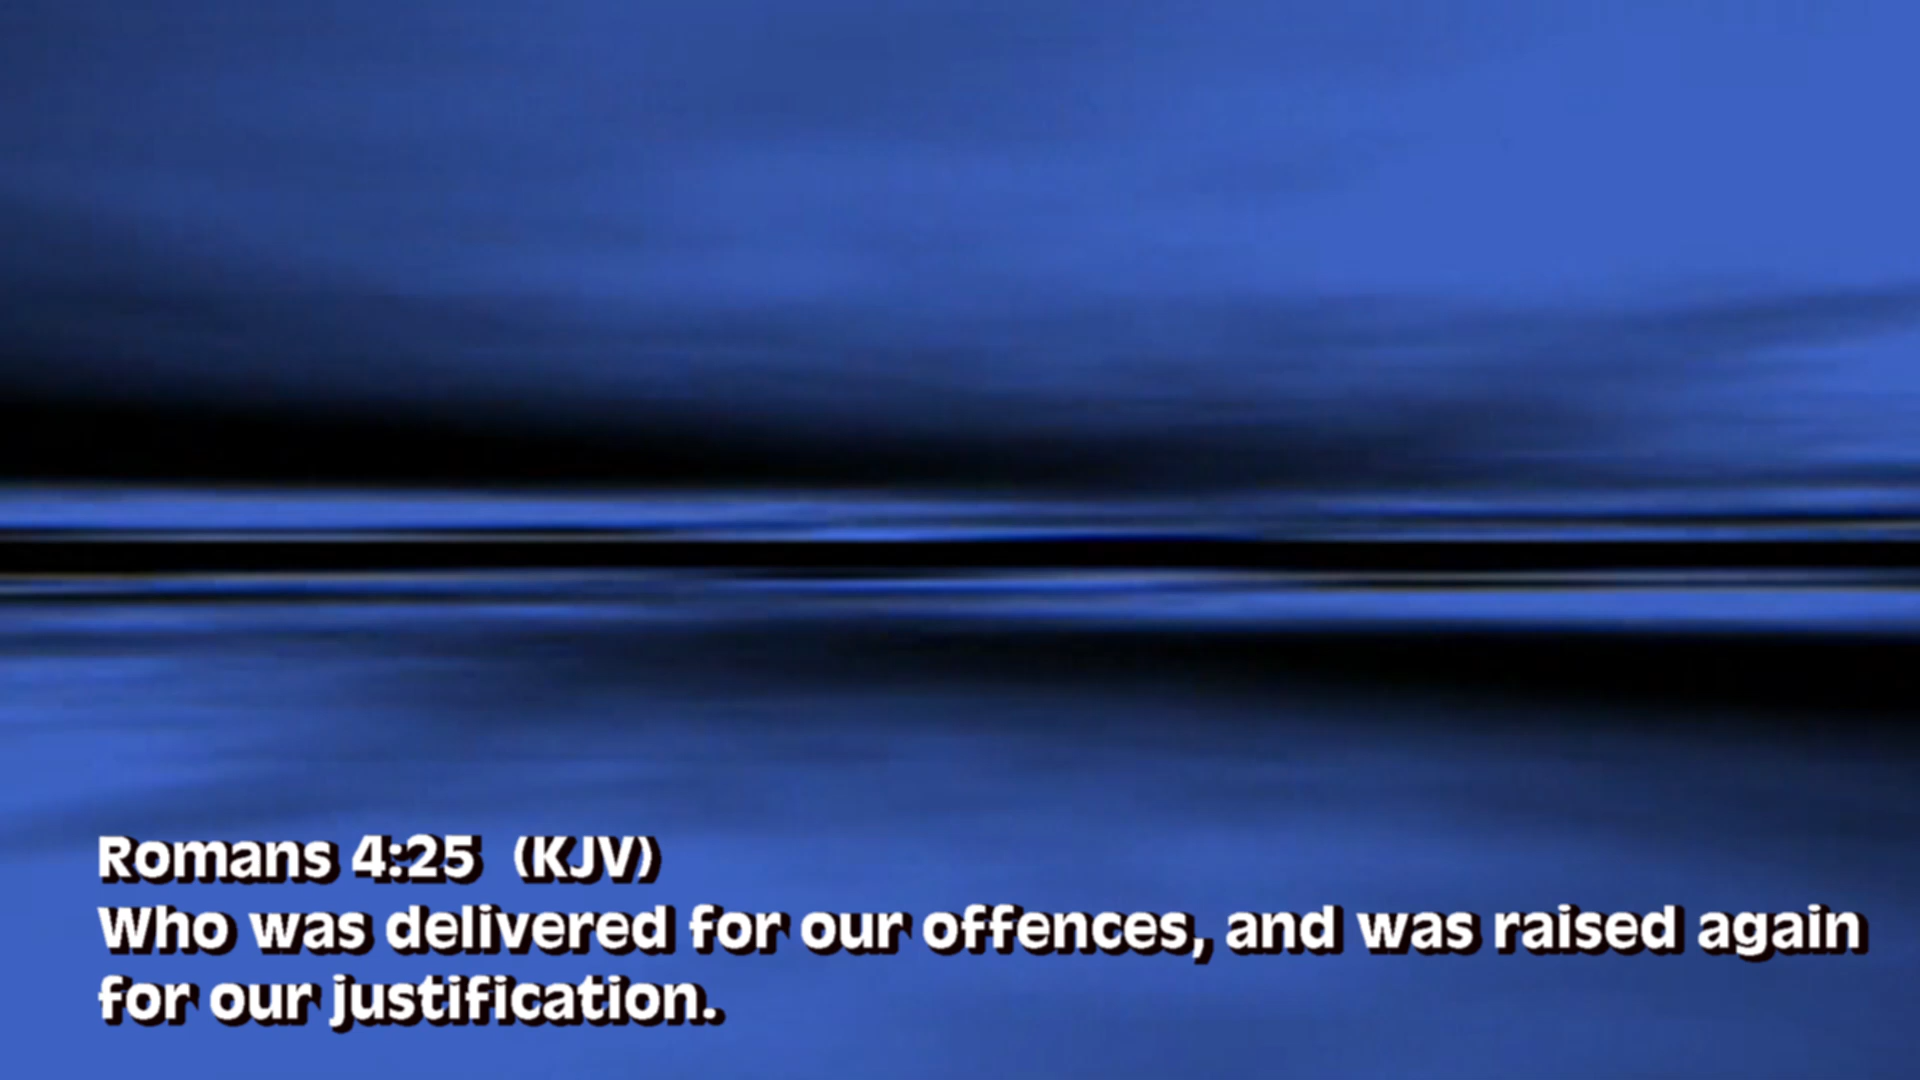 Romans 4:25 (KJV)
Who was delivered for our offences, and was raised again
for our justification.